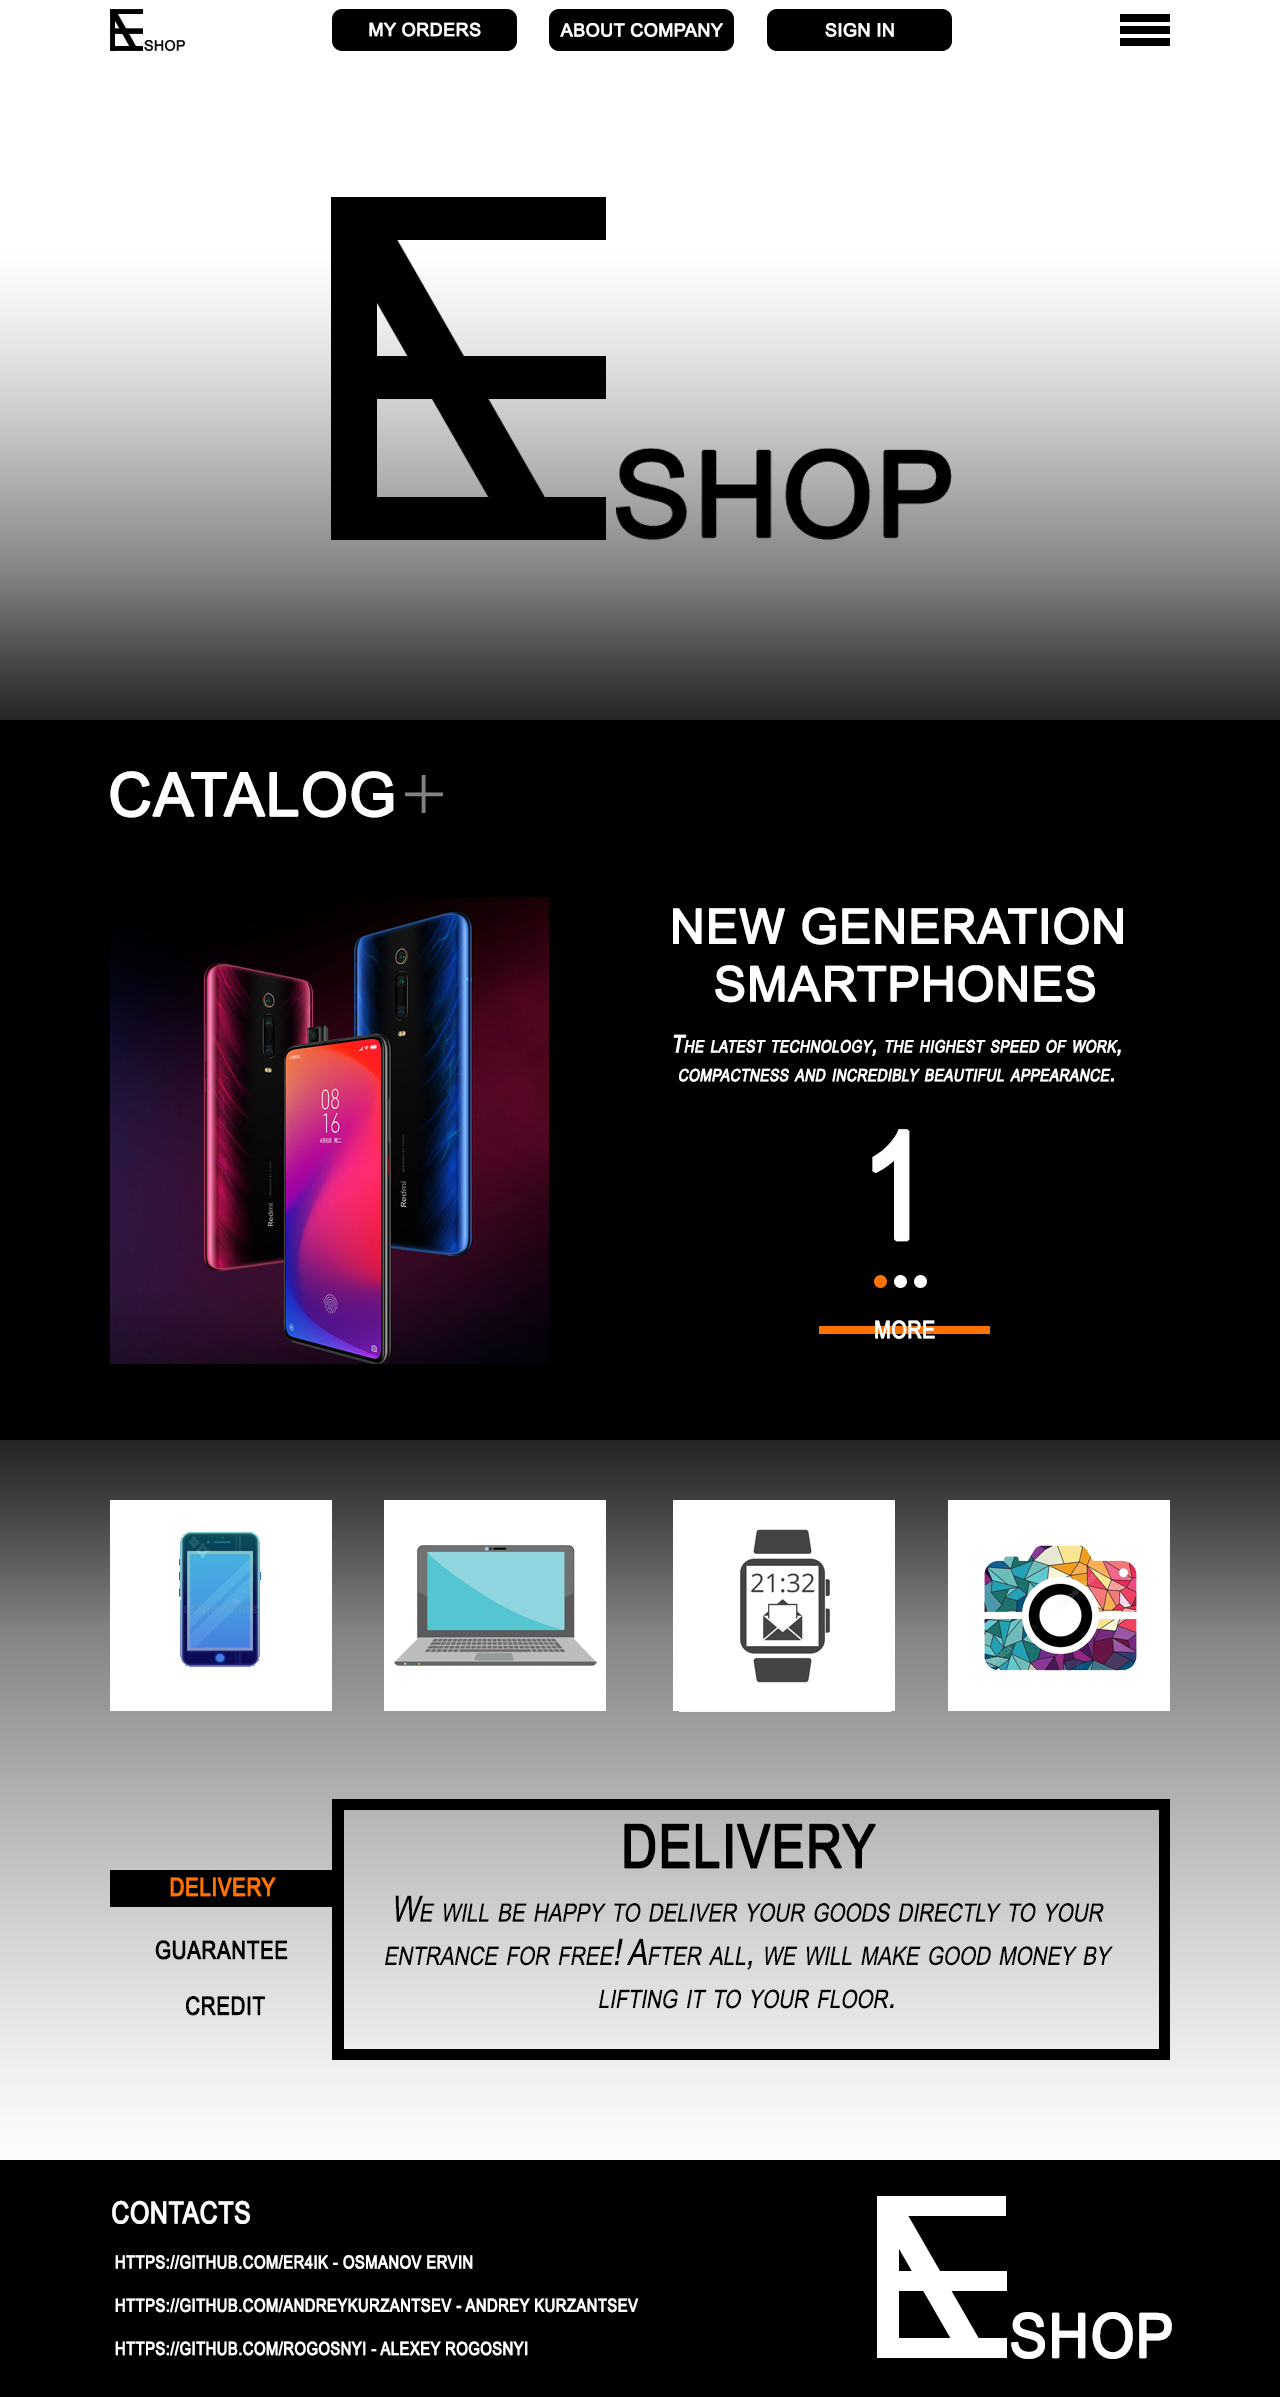 SHOP
MY ORDERS
ABOUT COMPANY
SIGN IN
SHOP
CATALOG+
NEW GENERATION
SMARTPHONES
THE LATEST TECHNOLOGY, THE HIGHEST SPEED OF WORK,
COMPACTNESS AND INCREDIBLY BEAUTIFUL APPEARANCE.
08
16
Redmi
Redmi
1
MORE
21:32
DELIVERY
WE WILL BE HAPPY TO DELIVER YOUR GOODS DIRECTLY TO YOUR
ENTRANCE FOR FREE! AFTER ALL, WE WILL MAKE GOOD MONEY BY
LIFTING IT TO YOUR FLOOR.
DELIVERY
GUARANTEE
CREDIT
CONTACTS
HTTPS://GITHUB.COM/ER4IK - OSMANOV ERVIN
HTTPS://GITHUB.COM/ANDREYKURZANTSEV - ANDREY KURZANTSEV
HTTPS://GITHUB.COM/ROGOSNYI - ALEXEY ROGOSNYI
SHOP